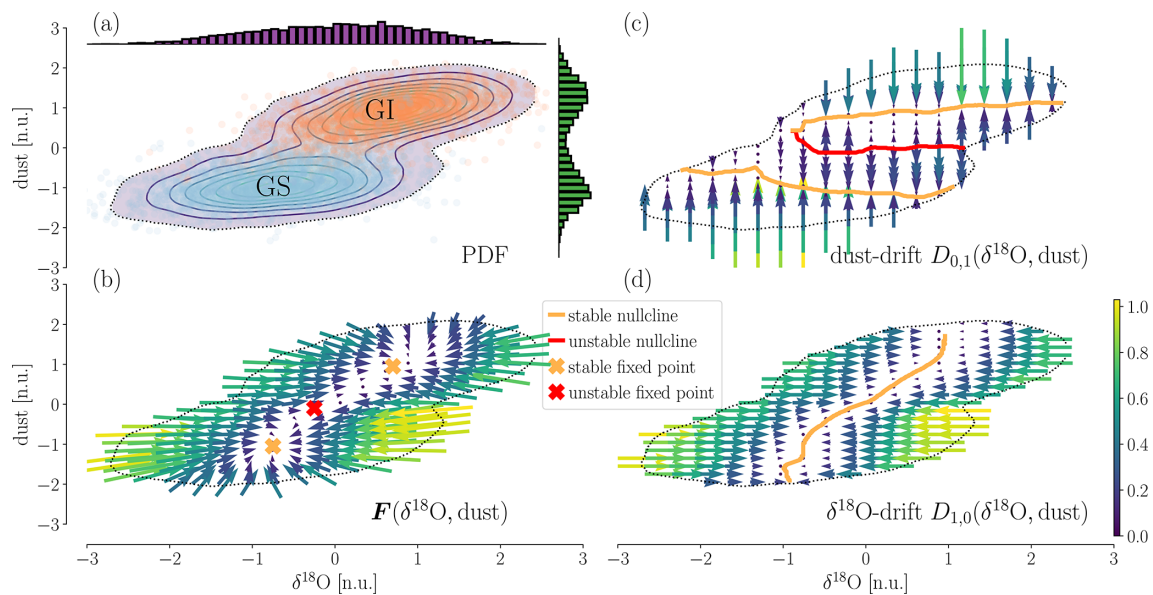 (a)
3
2
1
0
−1
−2
−3
dust [n.u.]
GI
GS
PDF
(c)
dust-drift D0,1(δ18O, dust)
(b)
3
2
1
0
−1
−2
−3
dust [n.u.]
F(δ18O, dust)
−3 −2 −1 0 1 2 3
δ18O [n.u.]
stable nullcline
unstable nullcline
stable fixed point
unstable fixed point
(d)
δ18O-drift D1,0(δ18O, dust)
−3 −2 −1 0 1 2 3
δ18O [n.u.]
1.0
0.8
0.6
0.4
0.2
0.0